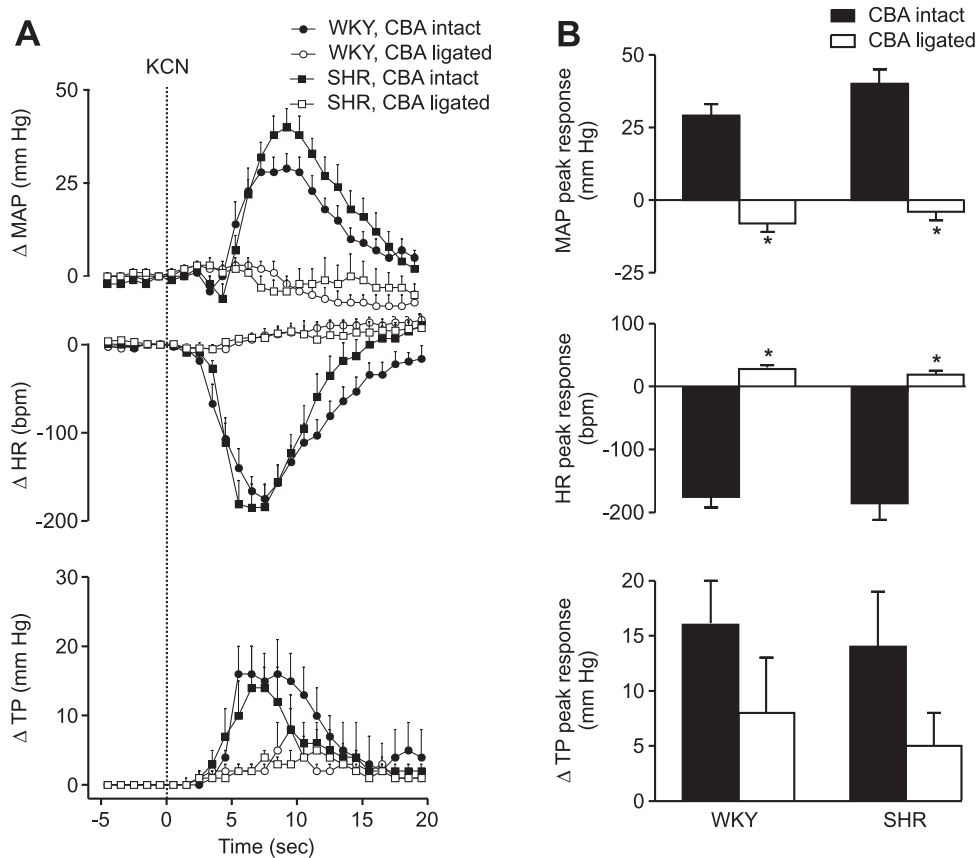 A
WKY, CBA intact
WKY, CBA ligated
SHR, CBA intact
SHR, CBA ligated
KCN
Δ MAP (mm Hg)
50
25
0
Δ HR (bpm)
0
-100
-200
Δ TP (mm Hg)
30
20
10
0
-5
0
5
10
15
20
Time (sec)
B
CBA intact
CBA ligated
MAP peak response
(mm Hg)
50
25
0
-25
*
*
HR peak response
(bpm)
100
0
-100
-200
*
*
Δ TP peak response
(mm Hg)
20
15
10
5
0
WKY
SHR